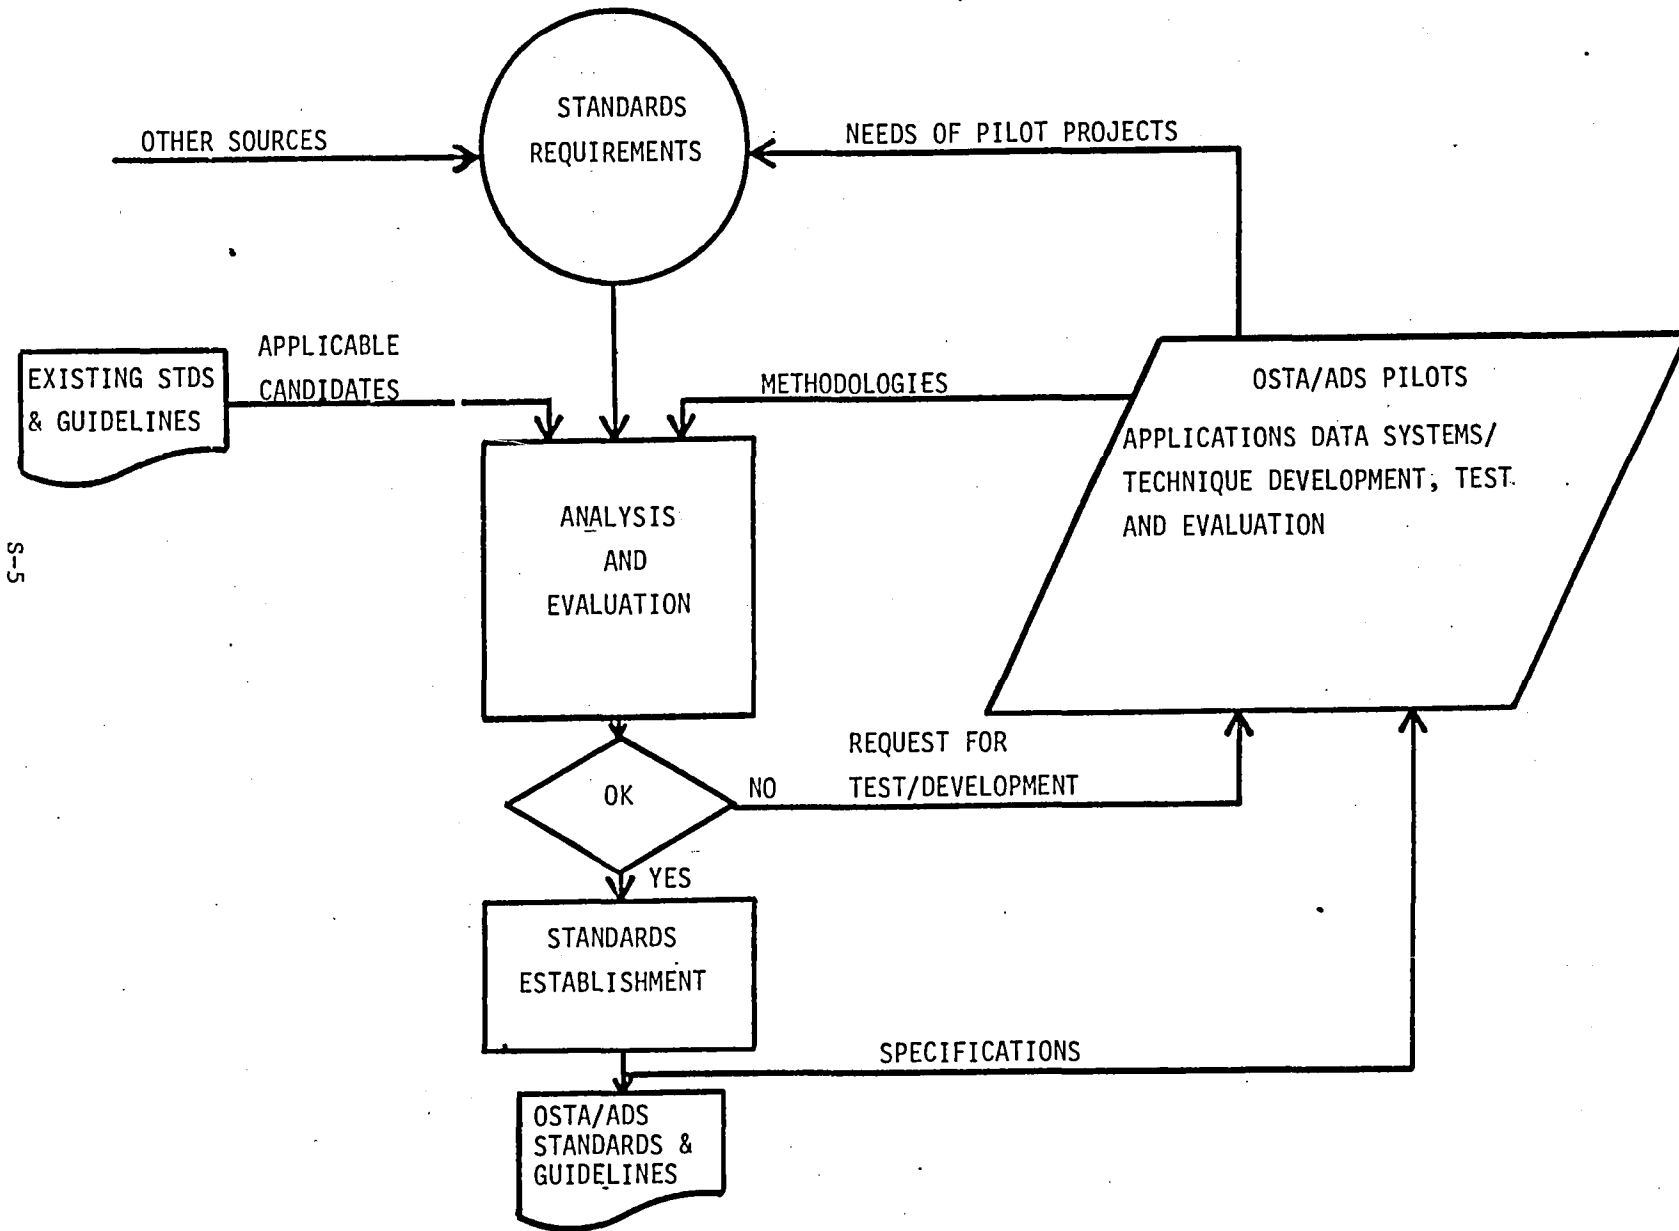 STANDARDS
REQUIREMENTS
OTHER SOURCES
NEEDS OF PILOT PROJECTS
EXISTING STDS
& GUIDELINES
APPLICABLE
CANDIDATES
METHODOLOGIES
OSTA/ADS PILOTS
APPLICATIONS DATA SYSTEMS/
TECHNIQUE DEVELOPMENT, TEST
AND EVALUATION
ANALYSIS
AND
EVALUATION
S-5
OK
NO
REQUEST FOR
TEST/DEVELOPMENT
YES
STANDARDS
ESTABLISHMENT
SPECIFICATIONS
OSTA/ADS
STANDARDS &
GUIDELINES